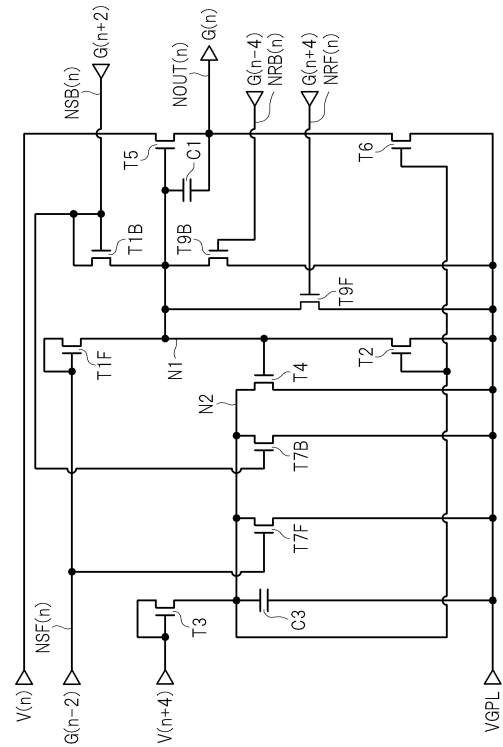 G(n+2)
NSB(n)
NOUT(n)
G(n)
G(n-4)
NRB(n)
G(n+4)
NRF(n)
T5
C1
T6
T1B
T9B
T9F
T1F
N1
T4
T2
N2
T7B
T7F
T3
C3
NSF(n)
V(n)
G(n-2)
V(n+4)
VGPL